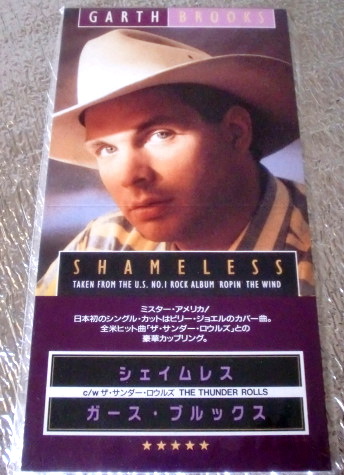 GARTH BROOKS
SHAMELESS
TAKEN FROM THE U.S. NO.1 ROCK ALBUM ROPIN THE WIND
ミスター・アメリカ!
日本初のシングル・カットはビリー・ジョエルのカバー曲。
全米ヒット曲「ザ・サンダー・ロウルズ」との
豪華カップリング。
シェイムレス
c/w ザ・サンダー・ロウルズ THE THUNDER ROLLS
ガース・ブルックス
★★★★★